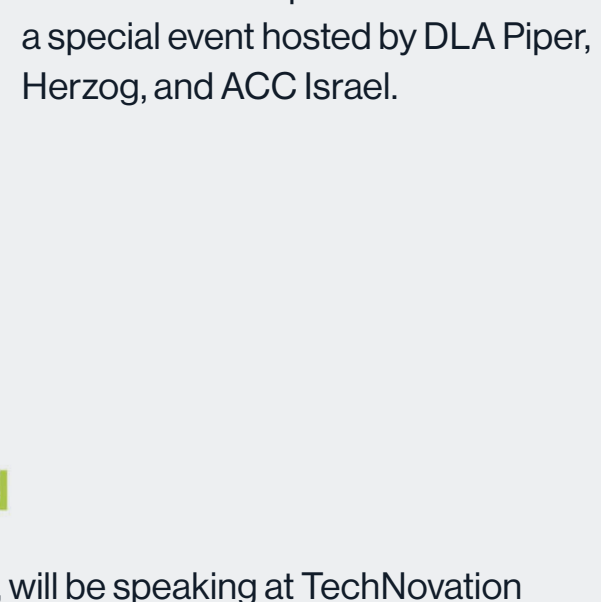 a special event hosted by DLA Piper,
Herzog, and ACC Israel.
will be speaking at TechNovation